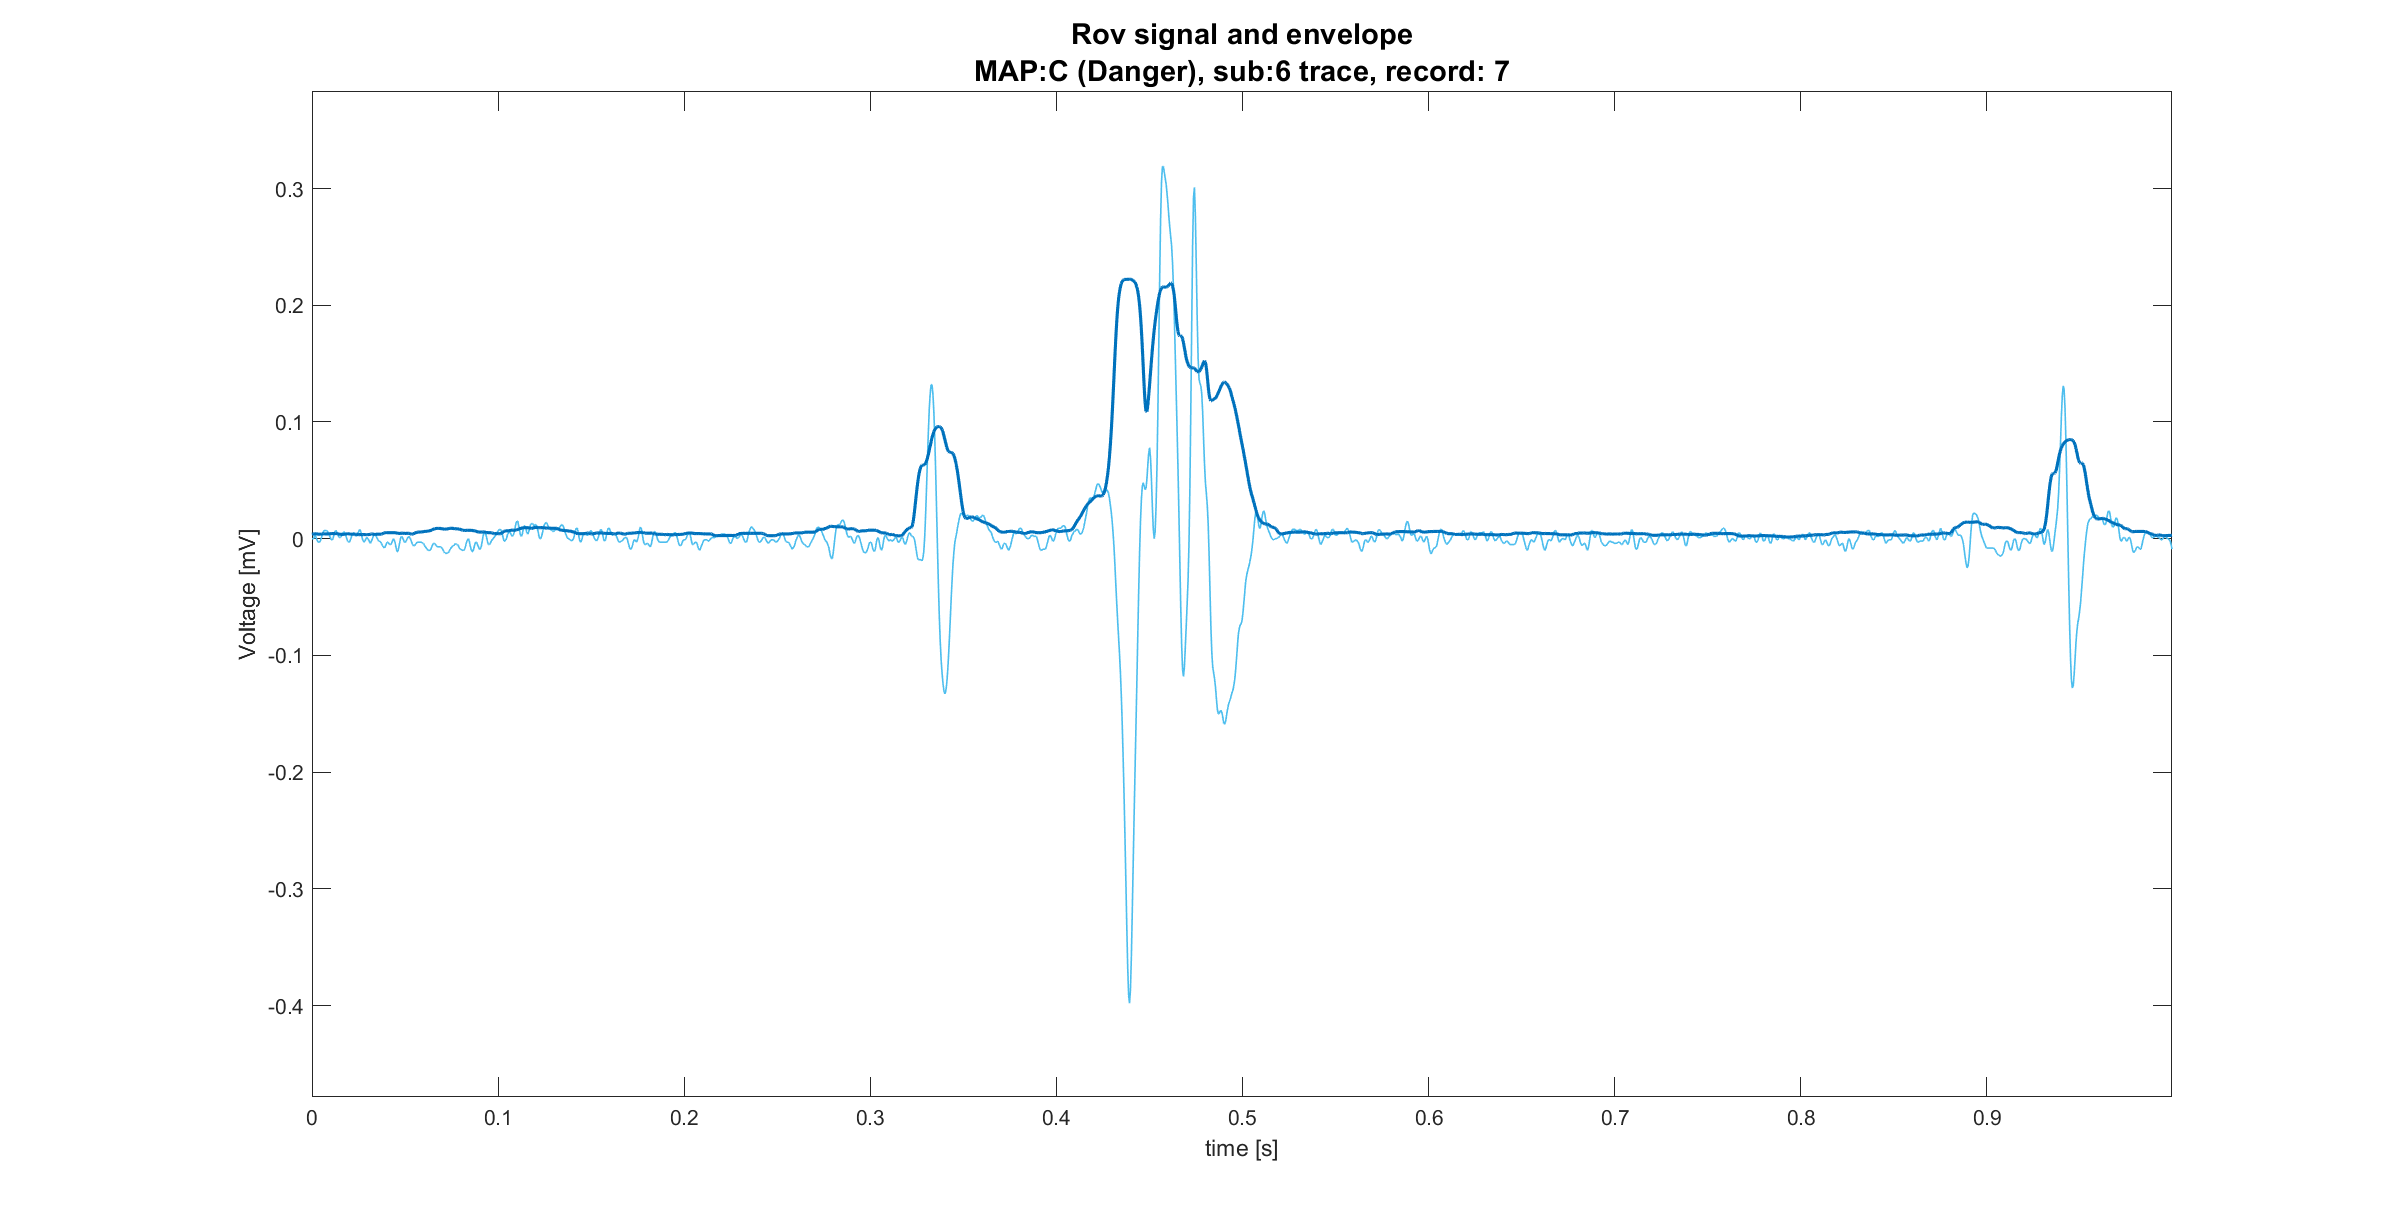 Rov signal and envelope
MAP:C (Danger), sub:6 trace, record: 7
Voltage [mV]
0.3
0.2
0.1
0
-0.1
-0.2
-0.3
-0.4
0 0.1 0.2 0.3 0.4 0.5 0.6 0.7 0.8 0.9
time [s]